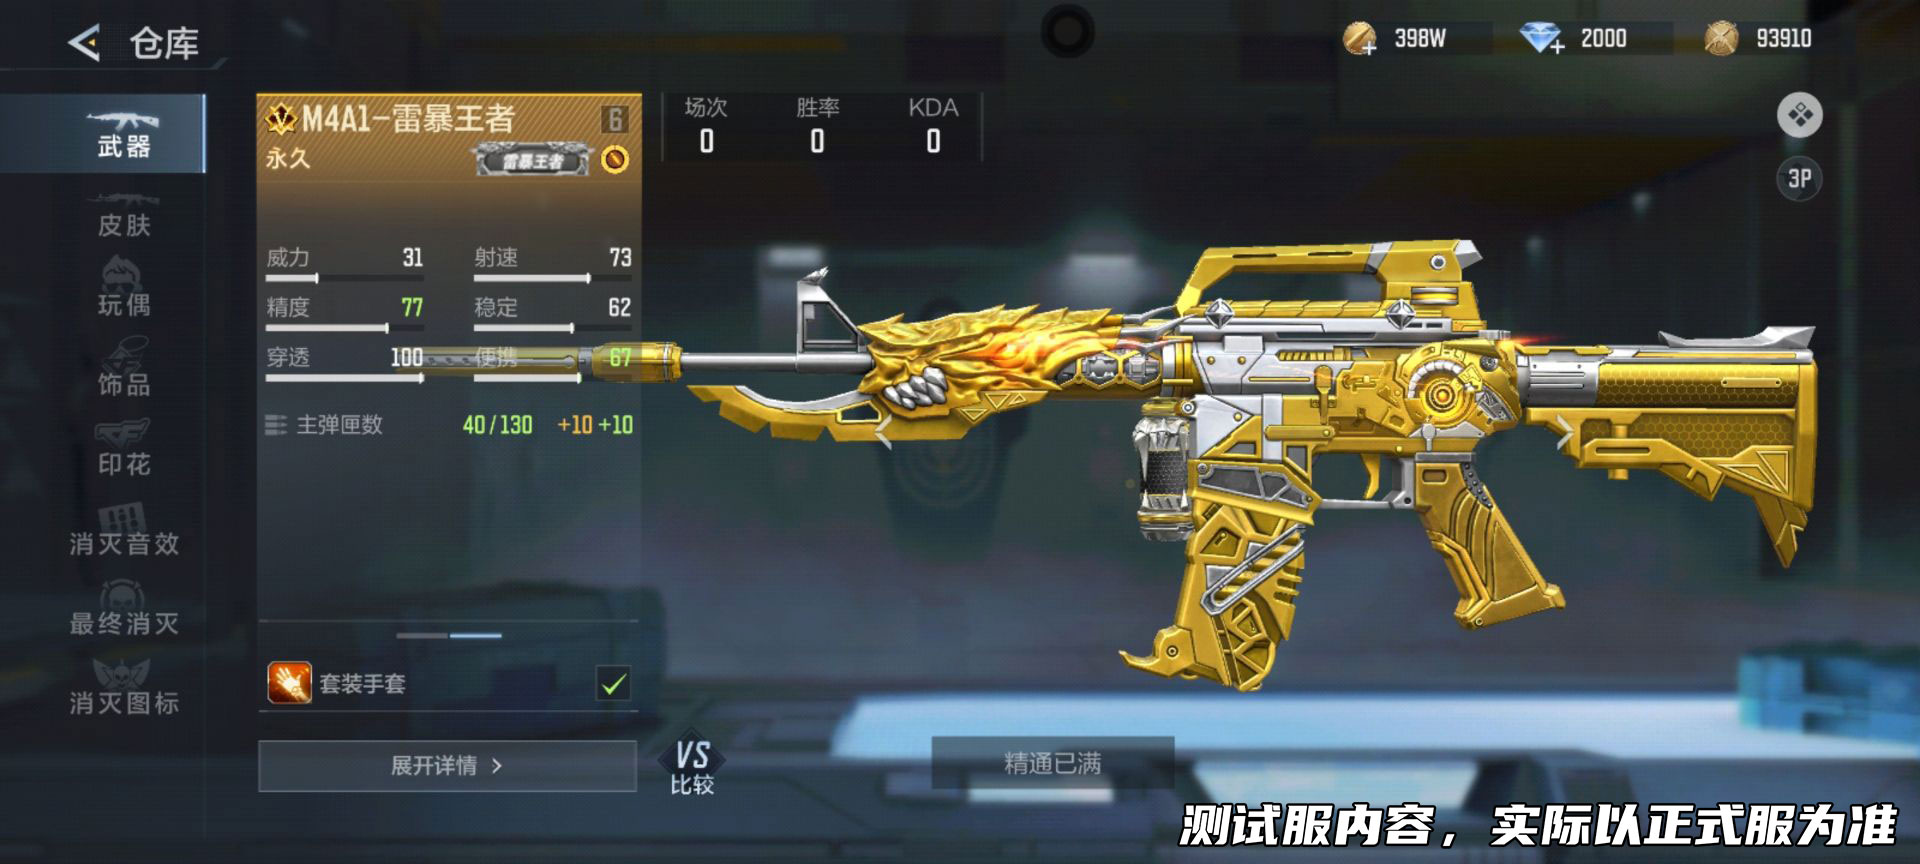 仓库
398W
2000
93910
武器
皮肤
玩偶
饰品
印花
消灭音效
最终消灭
消灭图标
M4A1-雷暴王者
6
永久
雷暴王者
场次 胜率 KDA
0 0 0
3P
威力 31 射速 73
精度 77 稳定 62
穿透 100 便携 67
主弹匣数 40/130 +10 +10
套装手套
展开详情 >
VS
比较
精通已满
测试服内容，实际以正式服为准